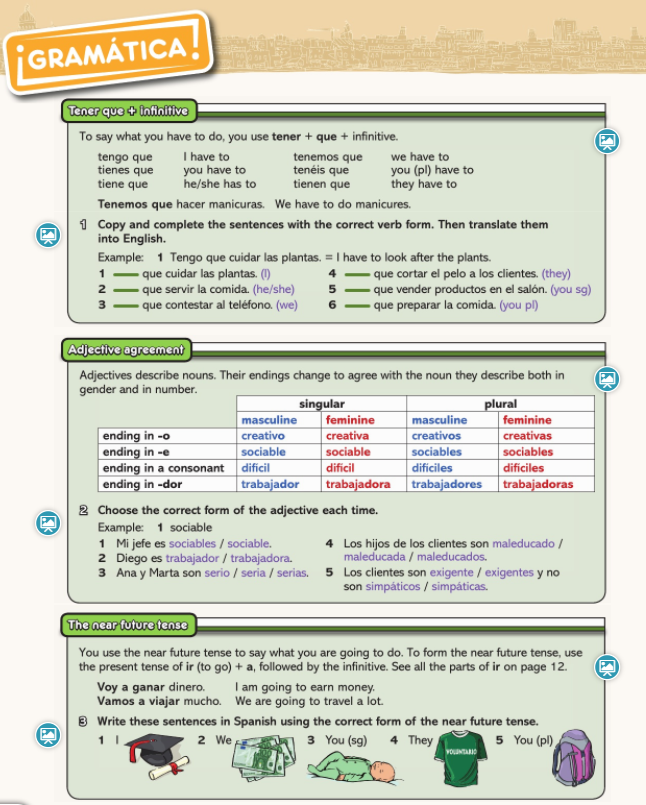 ¡GRAMÁTICA!
Tener que + infinitive
To say what you have to do, you use tener + que + infinitive.
tengo que I have to tenemos que we have to
tienes que you have to tenéis que you (pl) have to
tiene que he/she has to tienen que they have to
Tenemos que hacer manicuras. We have to do manicures.
1 Copy and complete the sentences with the correct verb form. Then translate them
into English.
Example: 1 Tengo que cuidar las plantas. = I have to look after the plants.
1 ___ que cuidar las plantas. (I) 4 ___ que cortar el pelo a los clientes. (they)
2 ___ que servir la comida. (he/she) 5 ___ que vender productos en el salón. (you sg)
3 ___ que contestar al teléfono. (we) 6 ___ que preparar la comida. (you pl)
Adjective agreement
Adjectives describe nouns. Their endings change to agree with the noun they describe both in
gender and in number.
singular plural
masculine feminine masculine feminine
ending in -o creativo creativa creativos creativas
ending in -e sociable sociable sociables sociables
ending in a consonant difícil difícil difíciles difíciles
ending in -dor trabajador trabajadora trabajadores trabajadoras
2 Choose the correct form of the adjective each time.
Example: 1 sociable
1 Mi jefe es sociables / sociable.
2 Diego es trabajador / trabajadora.
3 Ana y Marta son serio / seria / serias.
4 Los hijos de los clientes son maleducado /
maleducada / maleducados.
5 Los clientes son exigente / exigentes y no
son simpáticos / simpáticas.
The near future tense
You use the near future tense to say what you are going to do. To form the near future tense, use
the present tense of ir (to go) + a, followed by the infinitive. See all the parts of ir on page 12.
Voy a ganar dinero. I am going to earn money.
Vamos a viajar mucho. We are going to travel a lot.
3 Write these sentences in Spanish using the correct form of the near future tense.
1 I 2 We 3 You (sg) 4 They 5 You (pl)
VOLUNTARIO